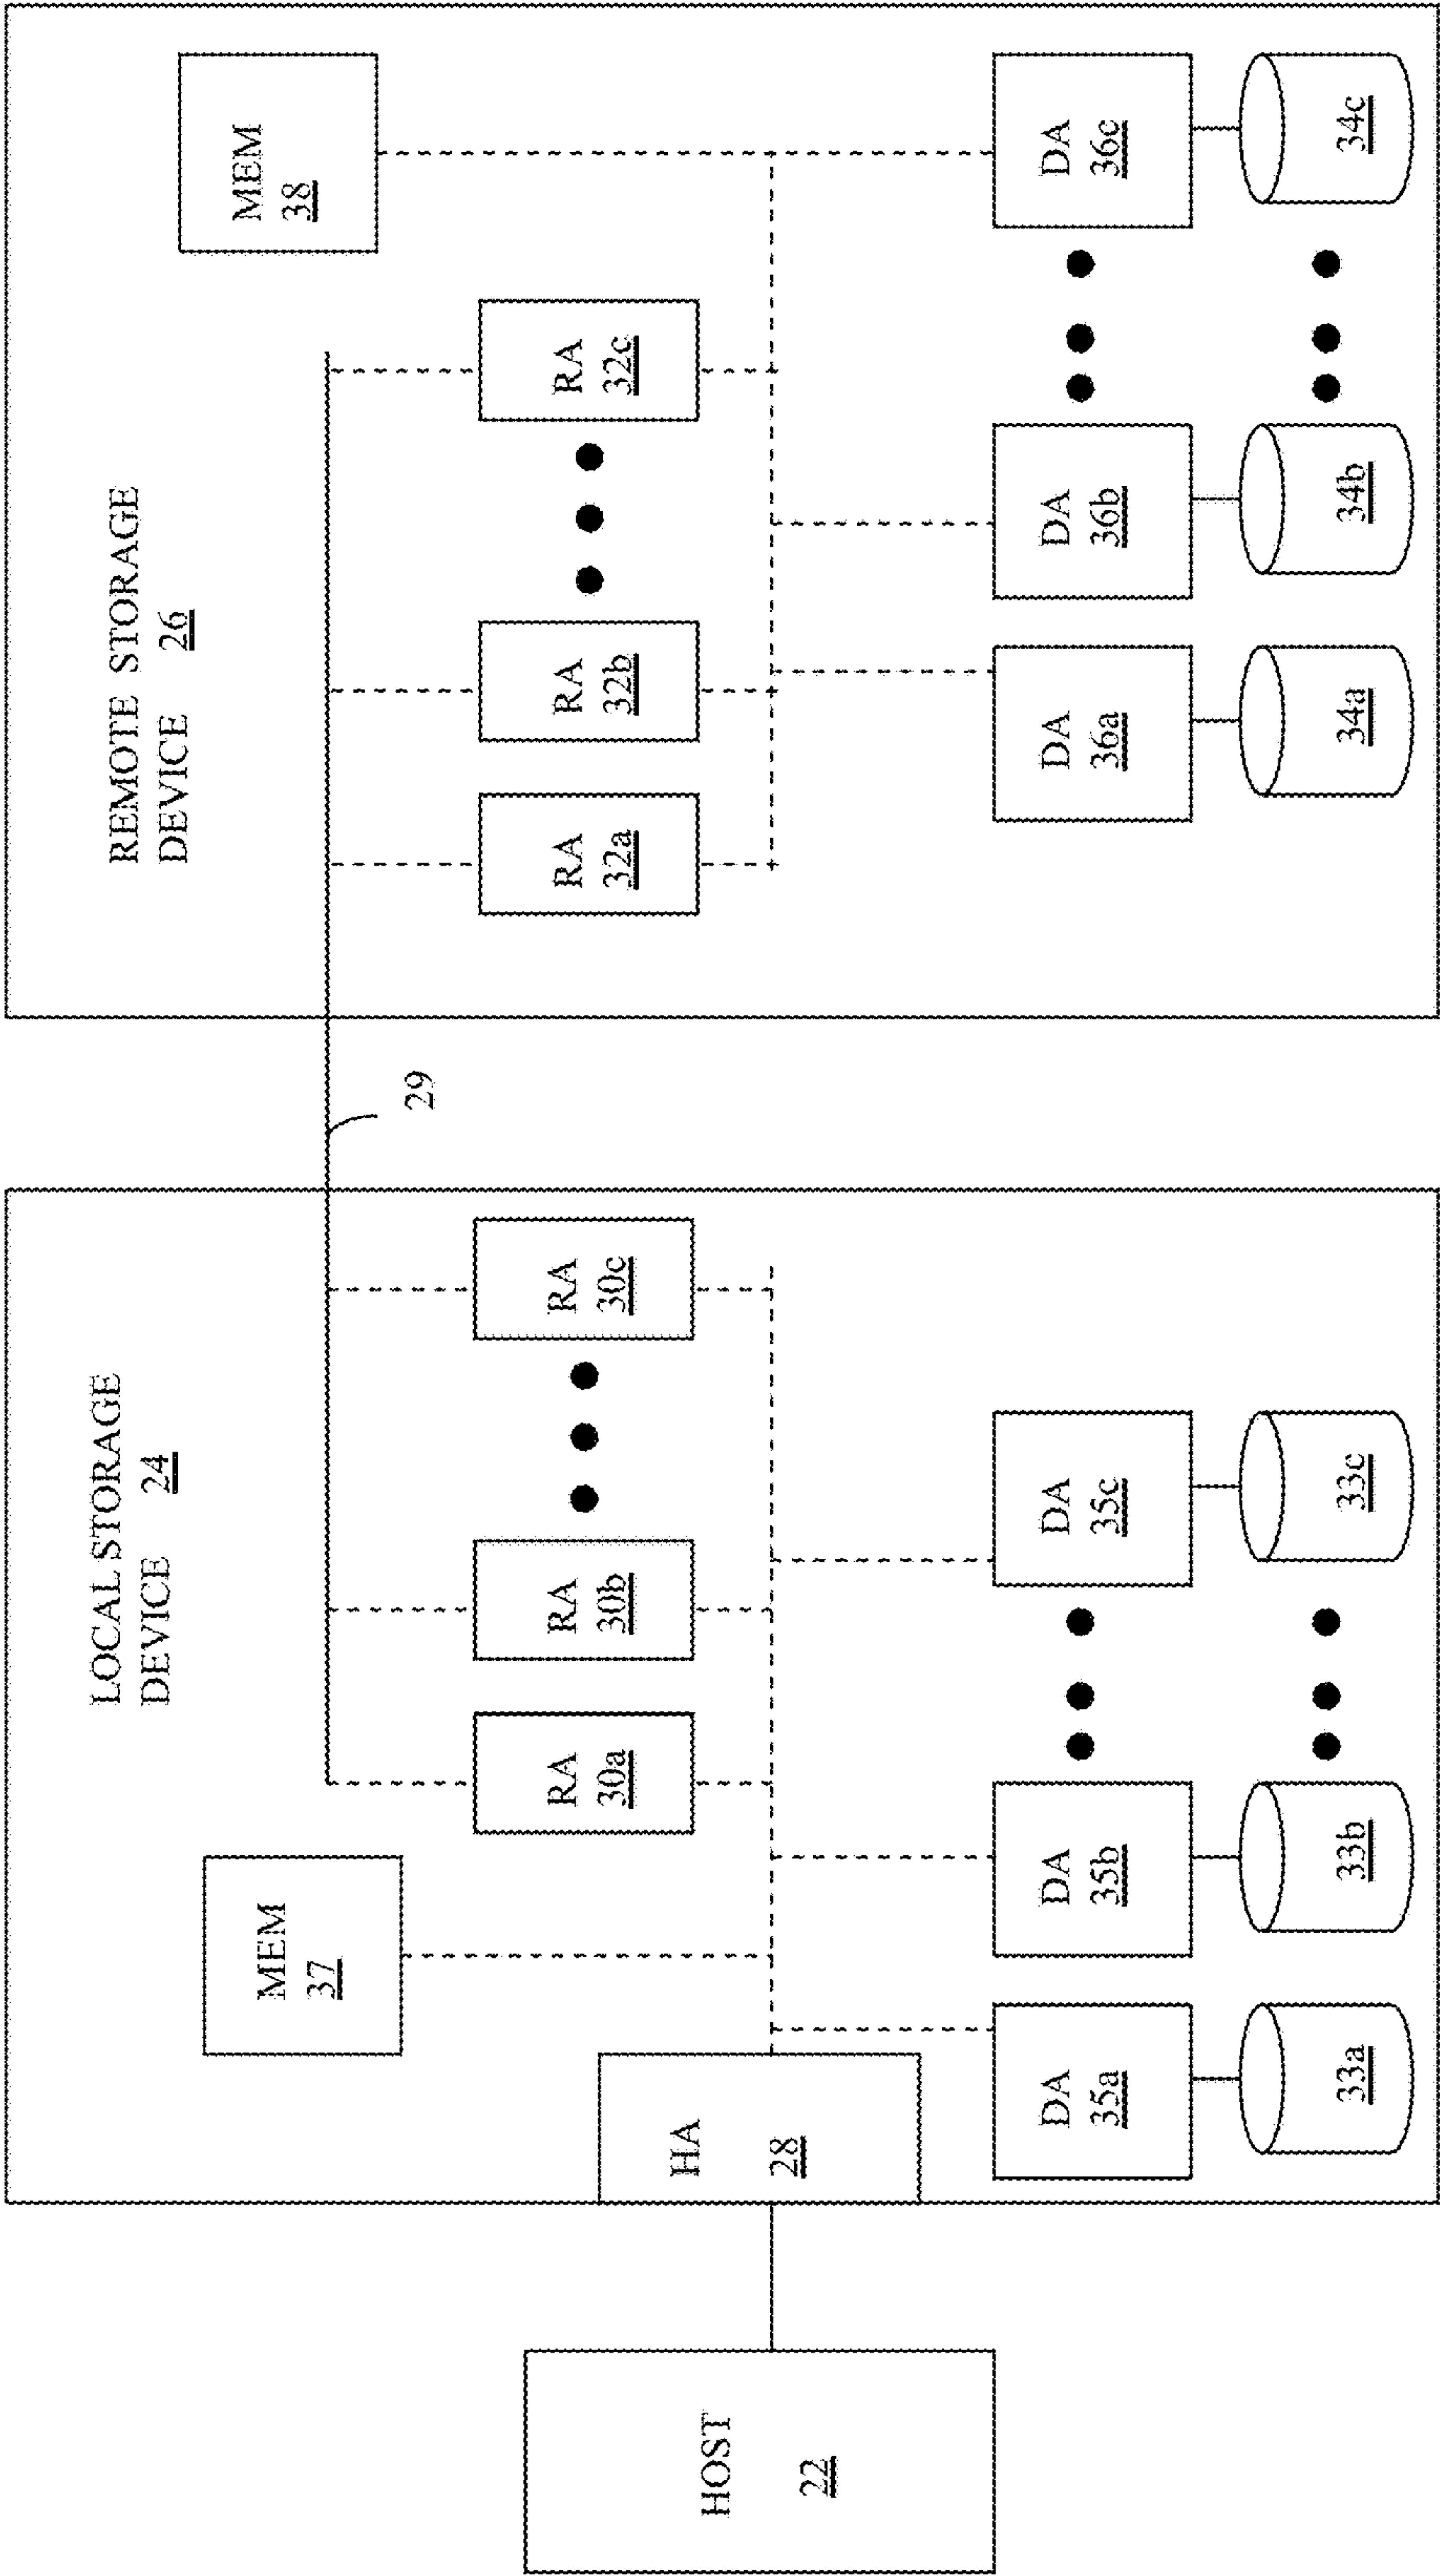 HOST
22
LOCAL STORAGE
DEVICE 24
MEM
37
HA
28
RA
30a
RA
30b
RA
30c
DA
35a
DA
35b
DA
35c
33a
33b
33c
29
REMOTE STORAGE
DEVICE 26
MEM
38
RA
32a
RA
32b
RA
32c
DA
36a
DA
36b
DA
36c
34a
34b
34c